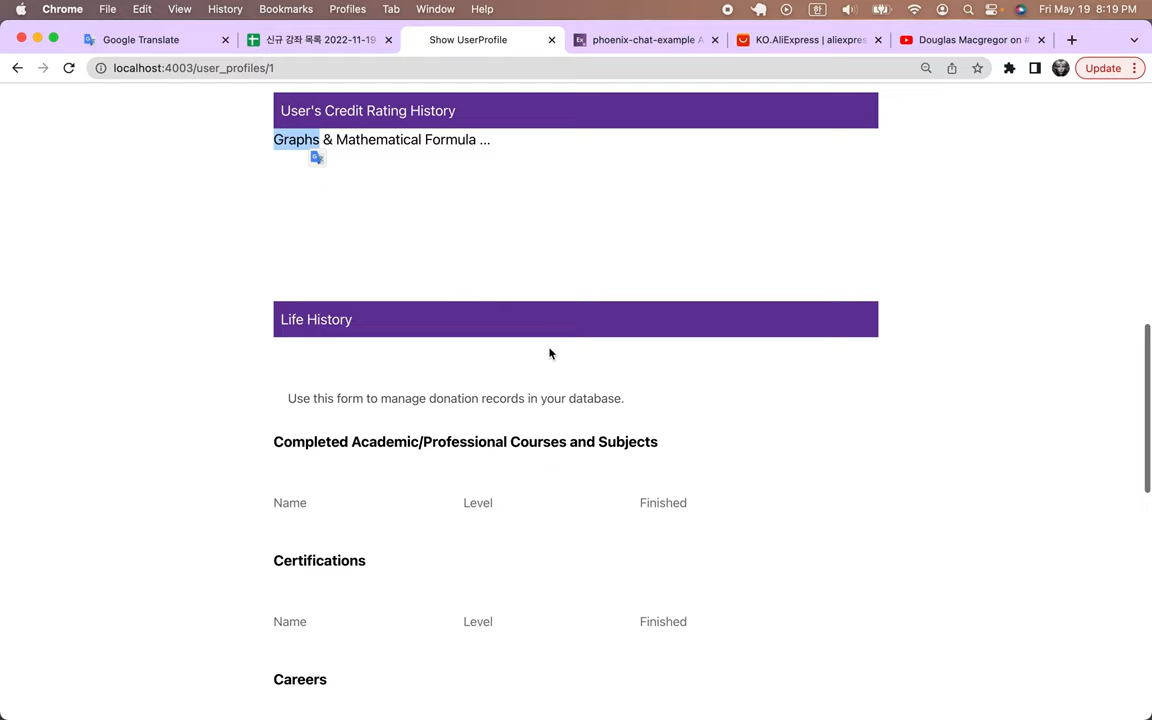 Chrome File Edit View History Bookmarks Profiles Tab Window Help 한 Fri May 19 8:19 PM
Google Translate 신규 강좌 목록 2022-11-19 Show UserProfile phoenix-chat-example KO.AliExpress | aliexpres Douglas Macgregor on
localhost:4003/user_profiles/1 Update
User's Credit Rating History
Graphs & Mathematical Formula ...
Life History
Use this form to manage donation records in your database.
Completed Academic/Professional Courses and Subjects
Name Level Finished
Certifications
Name Level Finished
Careers